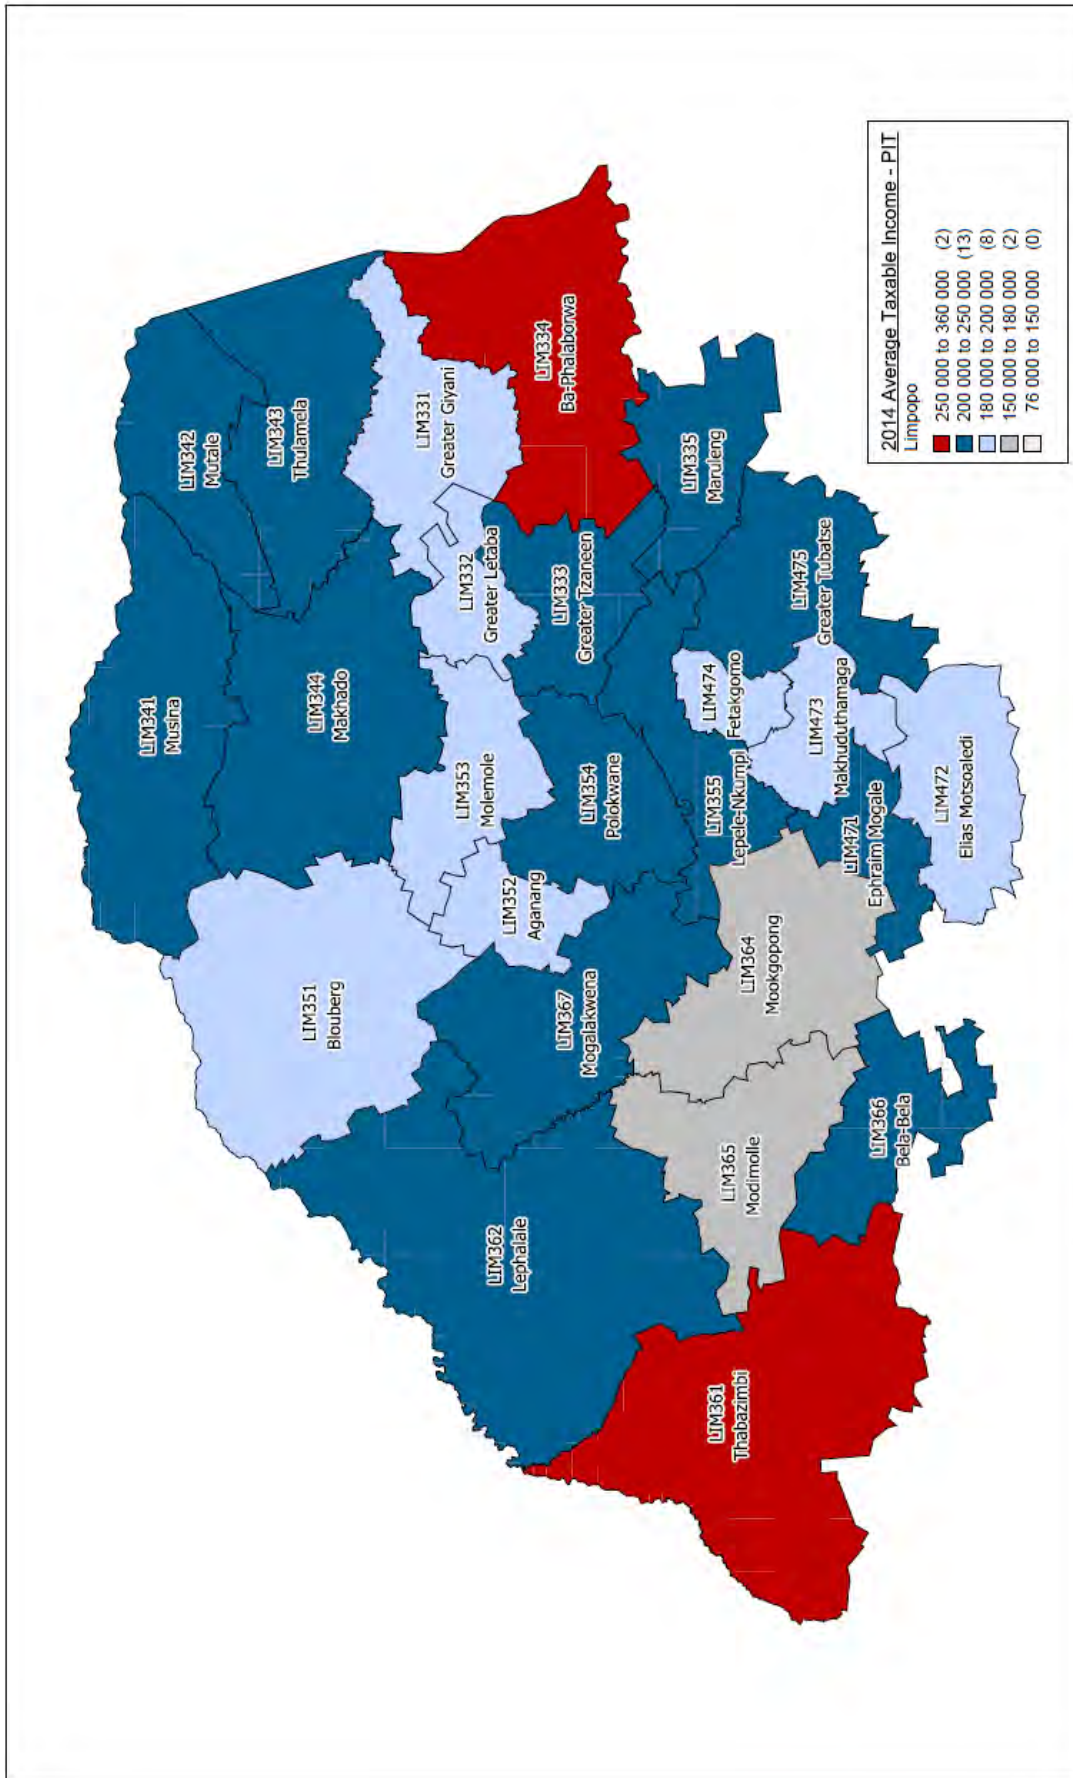 LIM341
Musina
LIM342
Mutale
LIM343
Thulamela
LIM344
Makhado
LIM351
Blouberg
LIM331
Greater Giyani
LIM332
Greater Letaba
LIM353
Molemole
LIM352
Aganang
LIM334
Ba-Phalaborwa
LIM333
Greater Tzaneen
LIM354
Polokwane
LIM367
Mogalakwena
LIM362
Lephalale
LIM335
Maruleng
LIM355
Lepele-Nkumpi
LIM474
Fetakgomo
LIM475
Greater Tubatse
LIM473
Makhuduthamaga
LIM364
Mookgopong
LIM365
Modimolle
LIM361
Thabazimbi
LIM471
Ephraim Mogale
LIM366
Bela-Bela
LIM472
Elias Motsoaledi
2014 Average Taxable Income - PIT
Limpopo
250 000 to 360 000 (2)
200 000 to 250 000 (13)
180 000 to 200 000 (8)
150 000 to 180 000 (2)
76 000 to 150 000 (0)